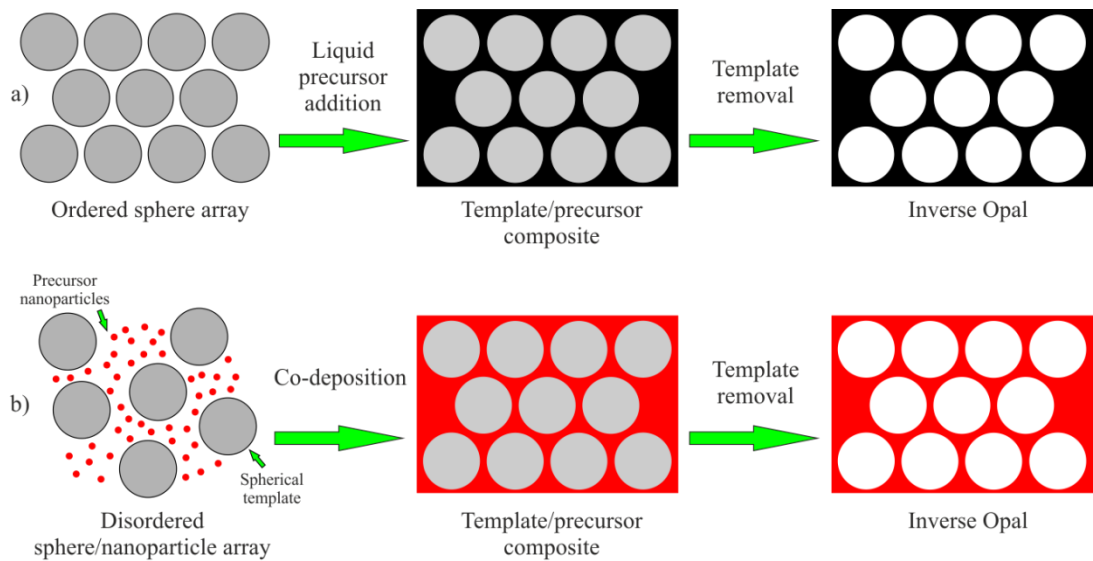 a)
Liquid
precursor
addition
Template
removal
Ordered sphere array
Template/precursor
composite
Inverse Opal
b)
Precursor
nanoparticles
Co-deposition
Template
removal
Spherical
template
Disordered
sphere/nanoparticle array
Template/precursor
composite
Inverse Opal